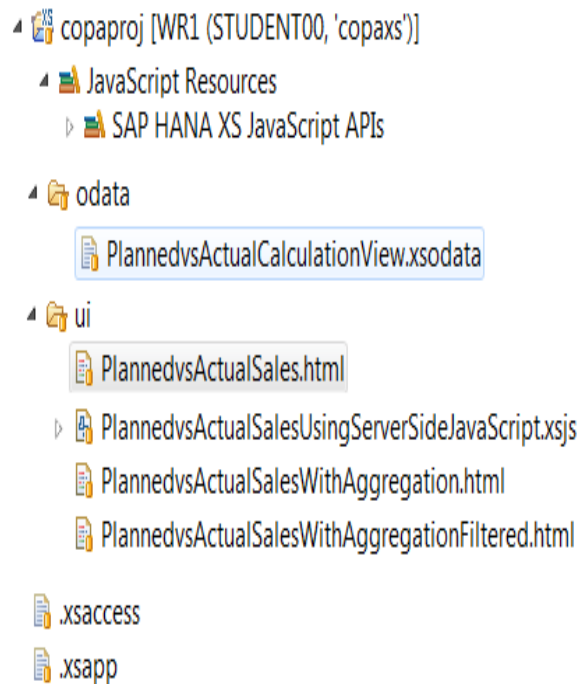 copaproj [WR1 (STUDENT00, 'copaxs')]
JavaScript Resources
SAP HANA XS JavaScript APIs
odata
PlannedvsActualCalculationView.xsodata
ui
PlannedvsActualSales.html
PlannedvsActualSalesUsingServerSideJavaScript.xsjs
PlannedvsActualSalesWithAggregation.html
PlannedvsActualSalesWithAggregationFiltered.html
.xsaccess
.xsapp